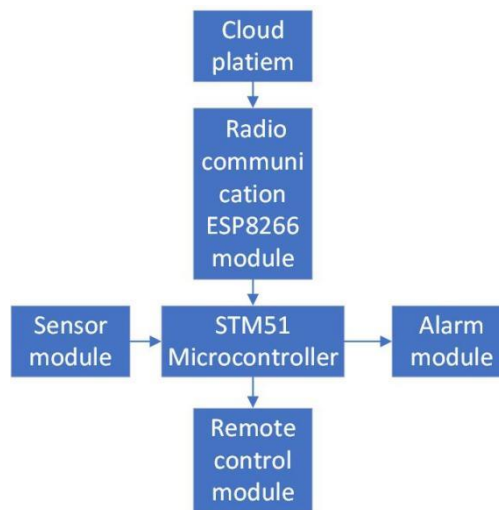 Cloud
platiem
Radio
communi
cation
ESP8266
module
Sensor
module
STM51
Microcontroller
Alarm
module
Remote
control
module